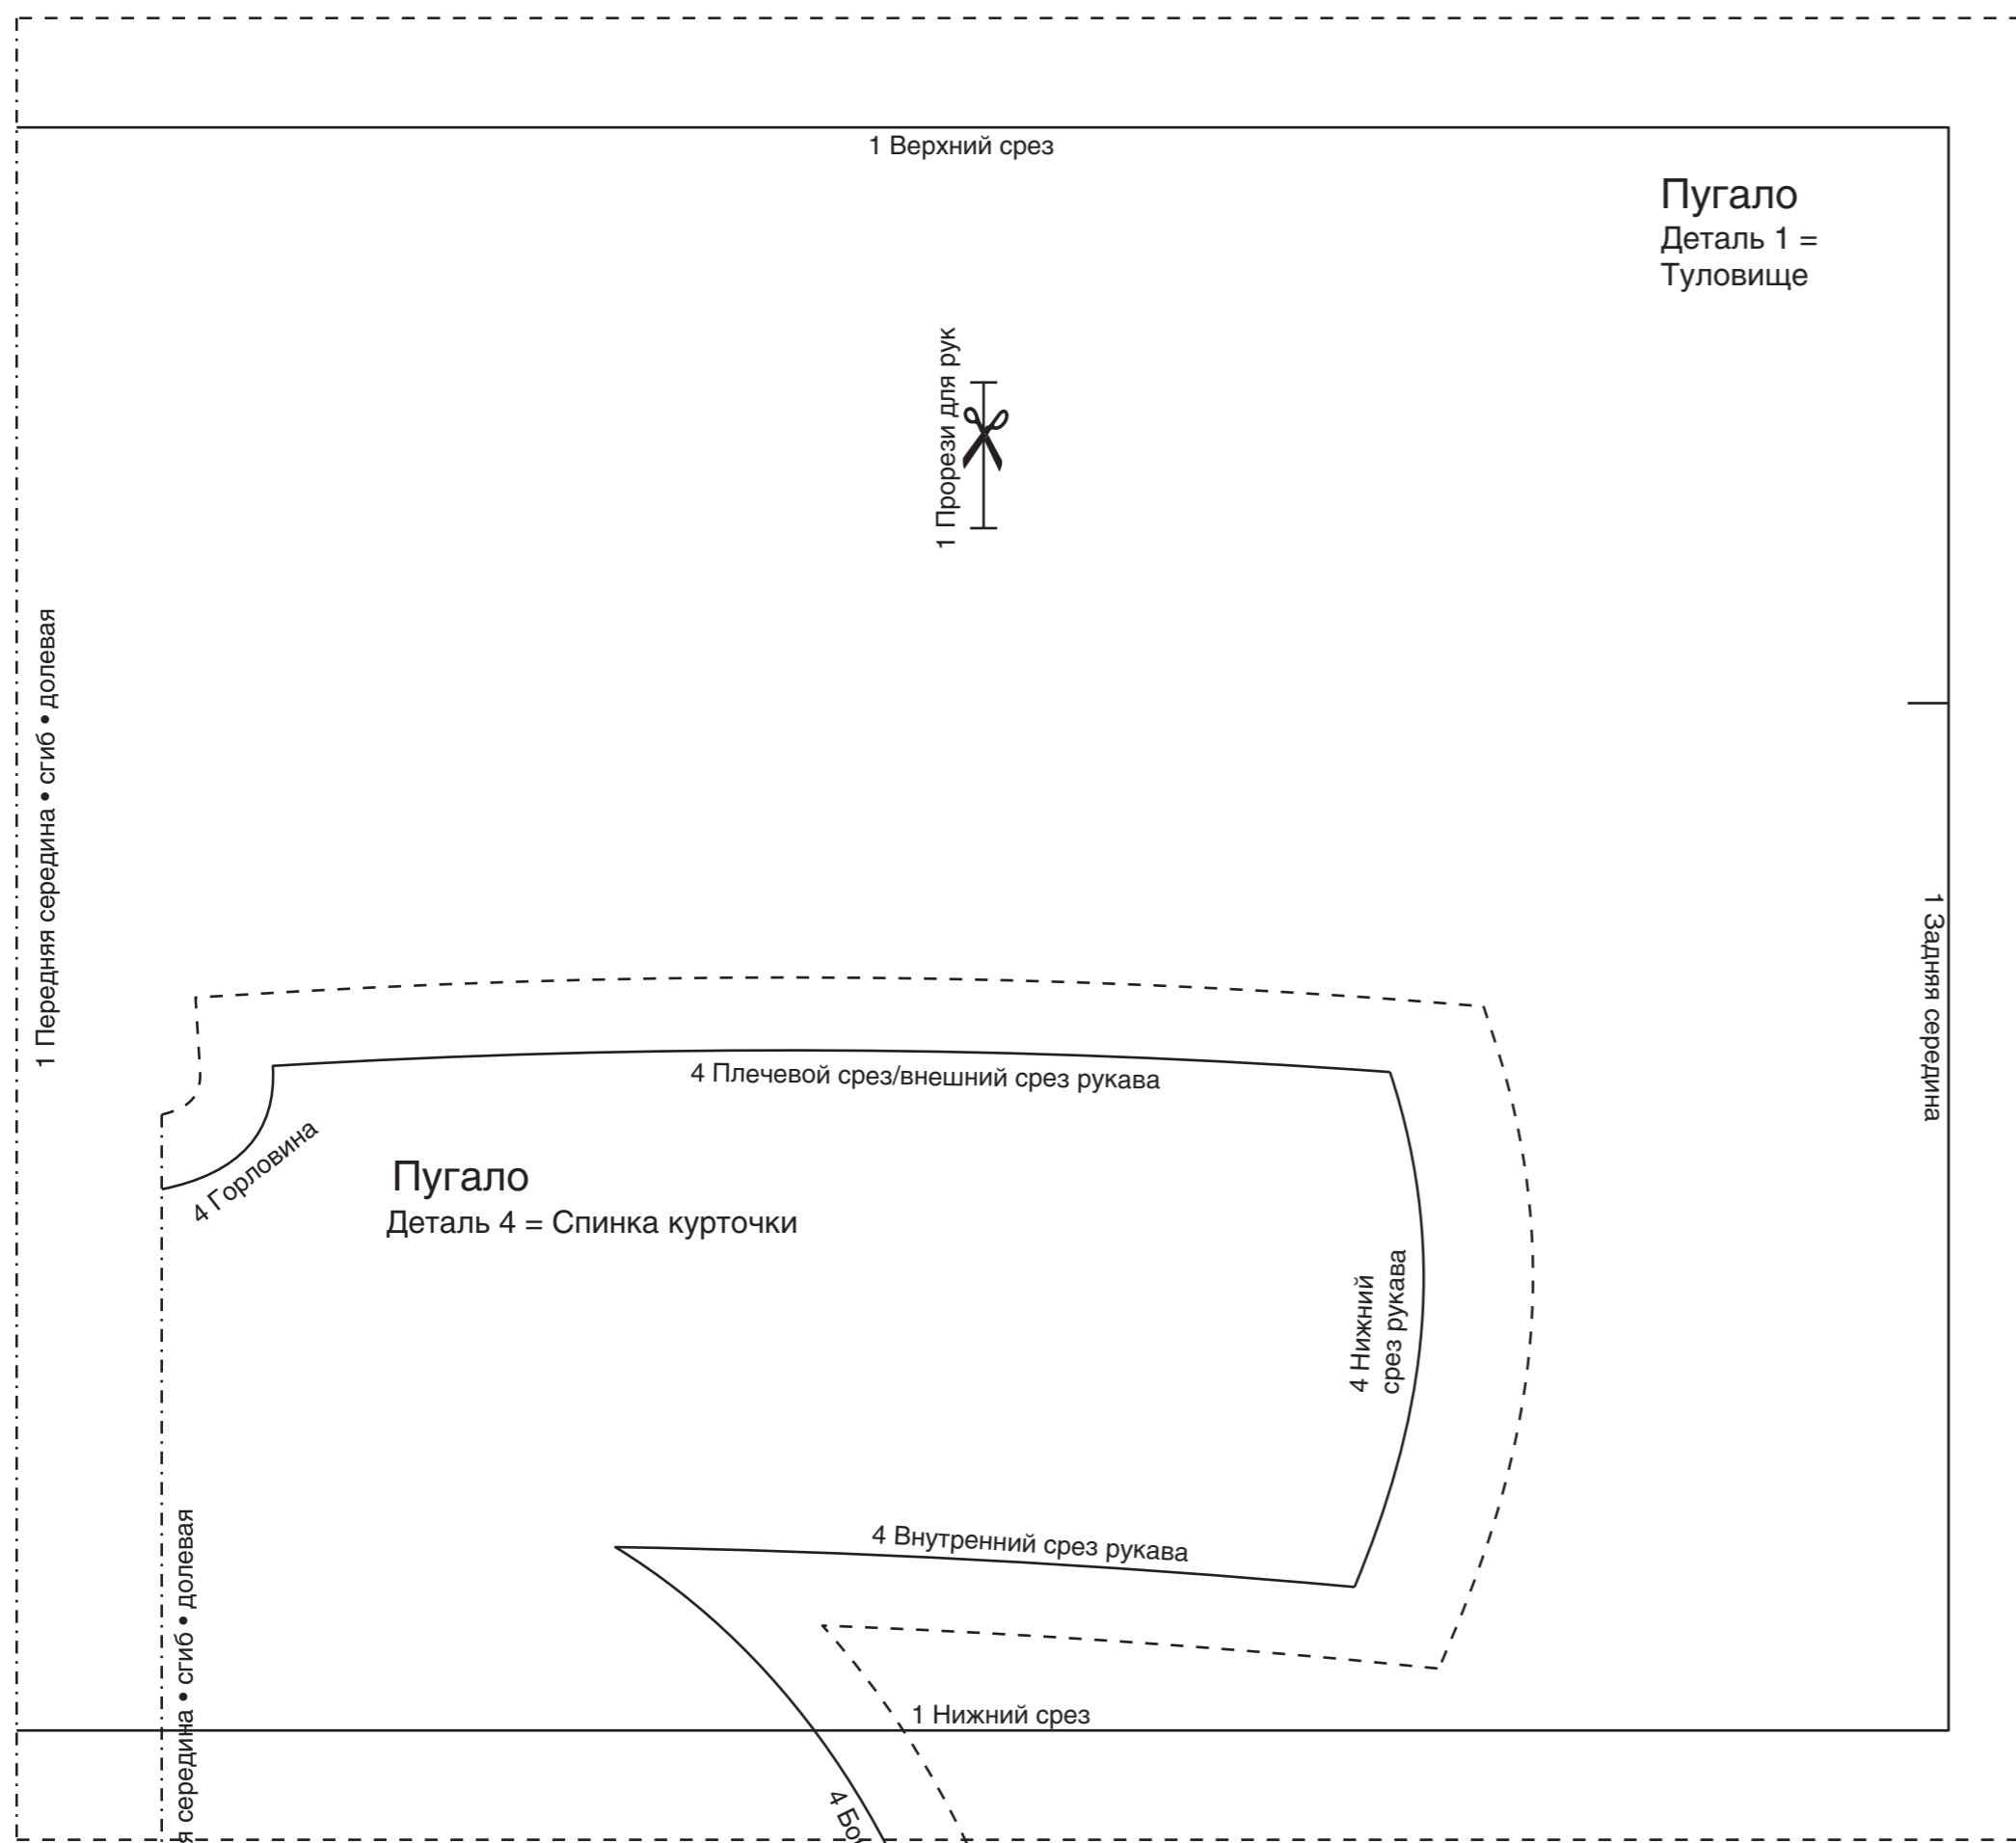 1 Верхний срез
Пугало
Деталь 1 =
Туловище
1 Прорези для рук
1 Передняя середина • сгиб • долевая
1 Задняя середина
4 Плечевой срез/внешний срез рукава
4 Горловина
Пугало
Деталь 4 = Спинка курточки
4 Нижний
срез рукава
4 Внутренний срез рукава
середина • сгиб • долевая
1 Нижний срез
4